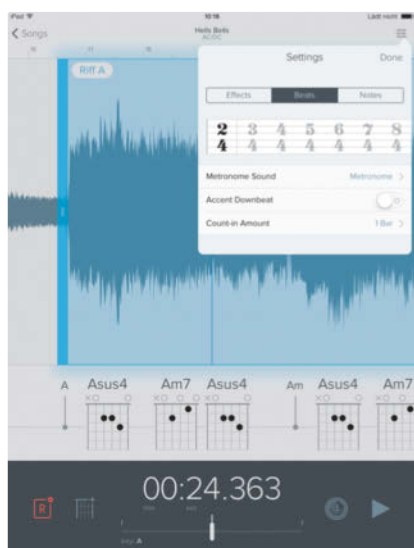 iPad
10:18
Songs
Hells Bells
AC/DC
Riff A
Settings
Done
Effects
Beats
Notes
2 3 4 5 6 7 8
4 4 4 4 4 4 4
Metronome Sound
Metronome >
Accent Downbeat
Count-in Amount
1 Bar >
A Asus4 Am7 Asus4 Am Asus4 Am7
00:24.363
R
Key: A